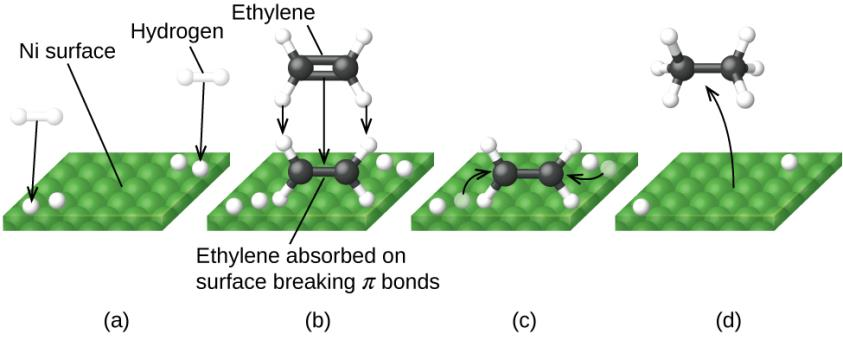 Ethylene
Hydrogen
Ni surface
Ethylene absorbed on
surface breaking π bonds
(a)
(b)
(c)
(d)